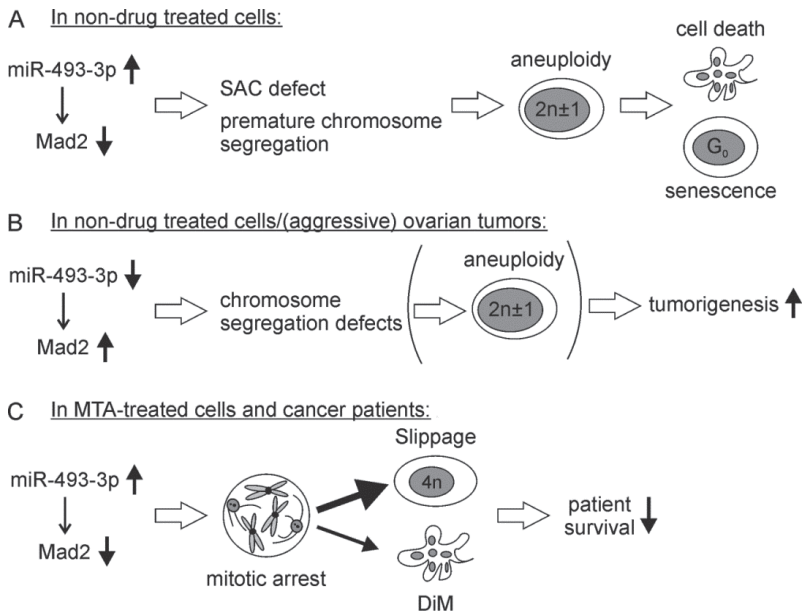 A In non-drug treated cells:
miR-493-3p
Mad2
SAC defect
premature chromosome
segregation
aneuploidy
2n±1
cell death
G₀
senescence
B In non-drug treated cells/(aggressive) ovarian tumors:
miR-493-3p
Mad2
chromosome
segregation defects
aneuploidy
2n±1
tumorigenesis
C In MTA-treated cells and cancer patients:
miR-493-3p
Mad2
mitotic arrest
Slippage
4n
DiM
patient
survival